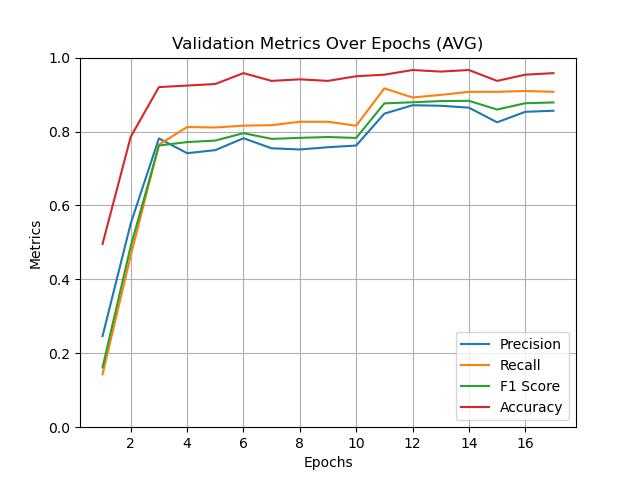 Validation Metrics Over Epochs (AVG)
1.0
0.8
0.6
0.4
0.2
0.0
Metrics
2 4 6 8 10 12 14 16
Epochs
Precision
Recall
F1 Score
Accuracy